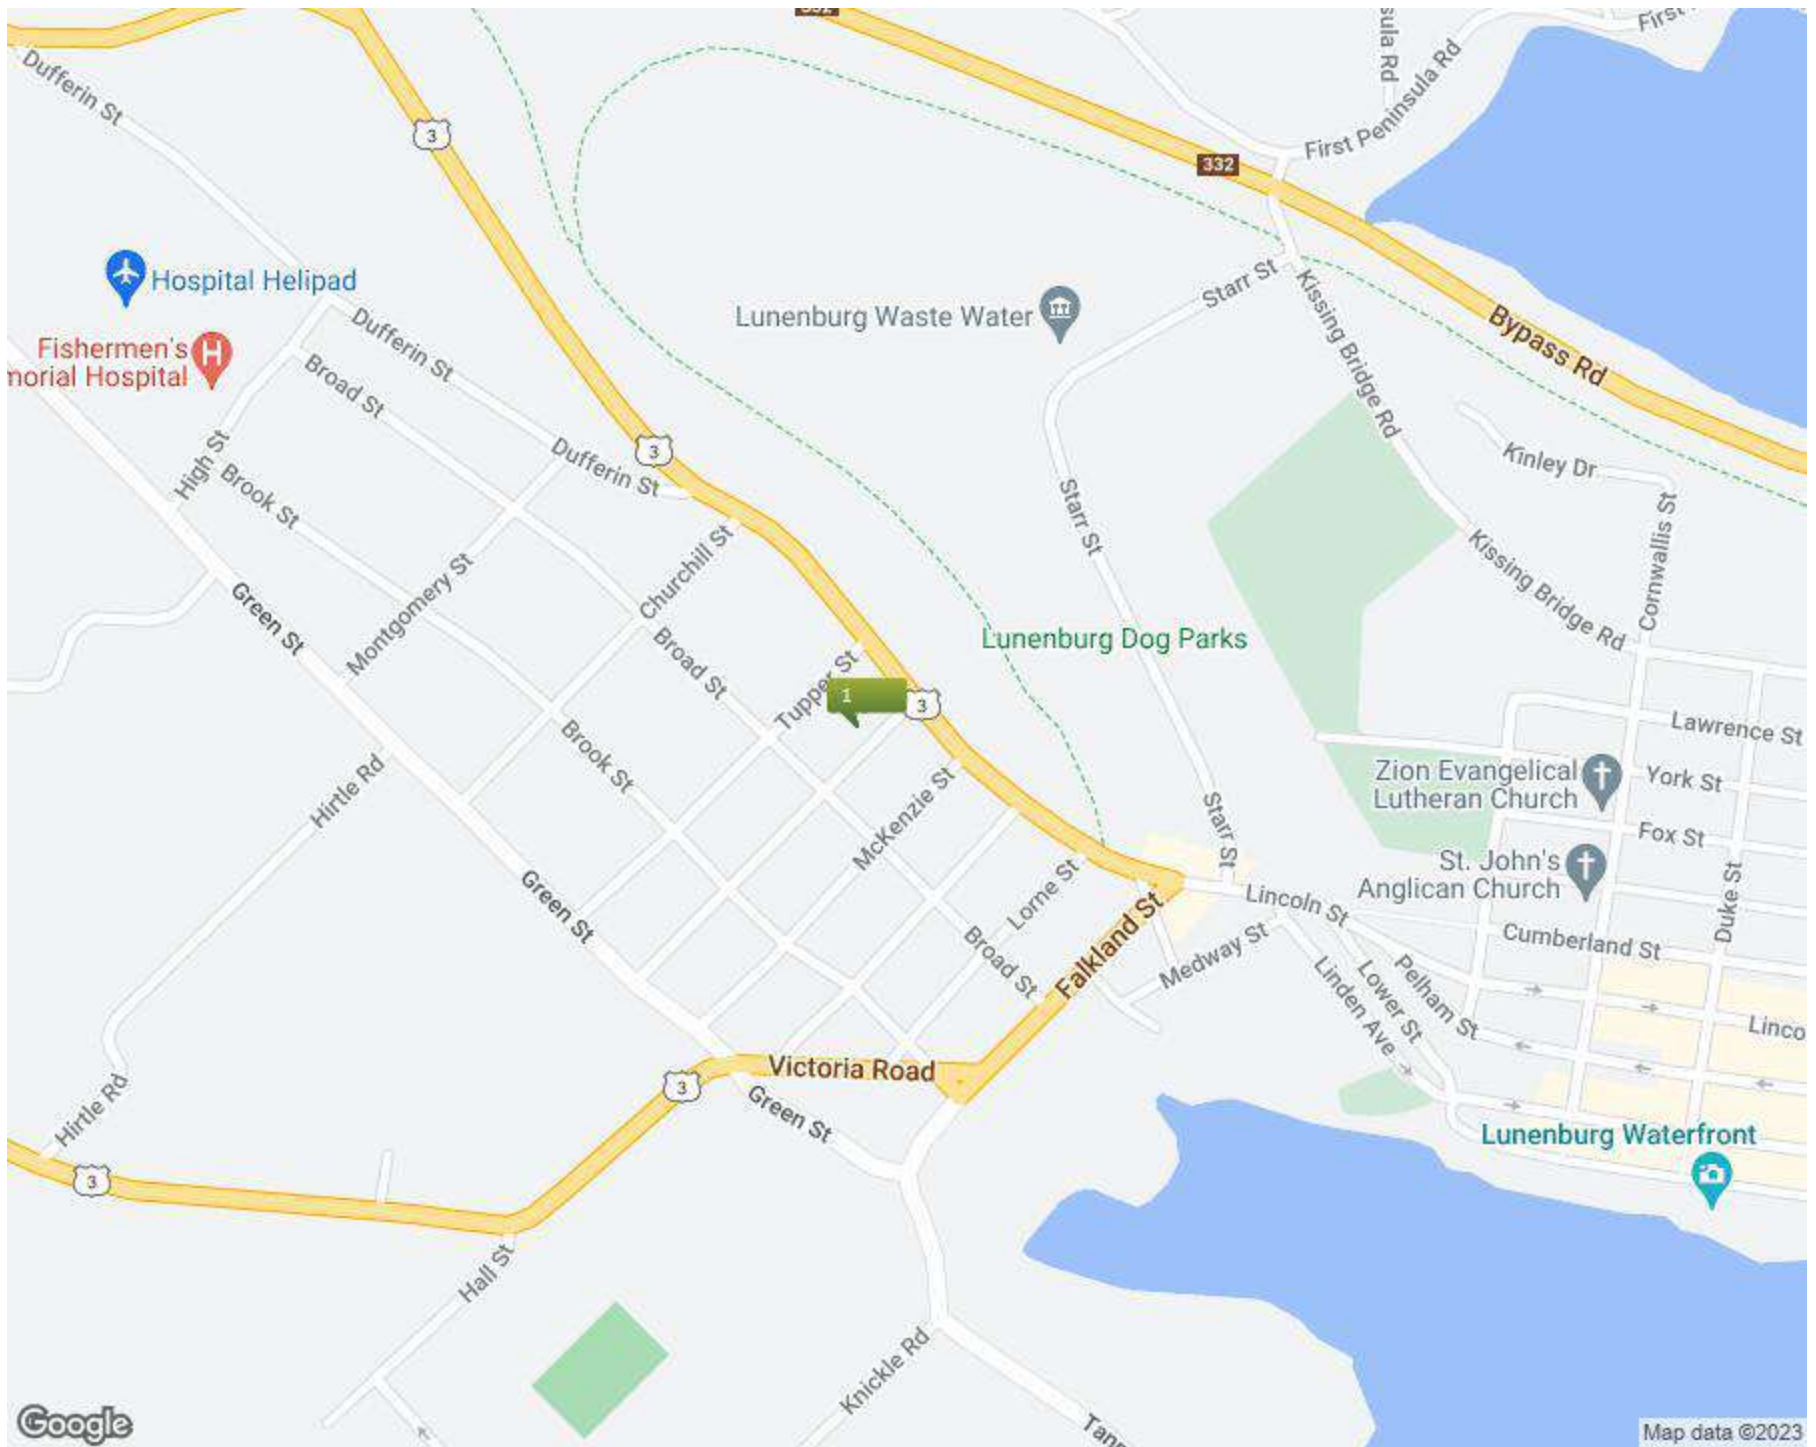 332
First
sula Rd
First Peninsula Rd
Dufferin St
3
332
Starr St
Hospital Helipad
Lunenburg Waste Water
Kissing Bridge Rd
Bypass Rd
Fishermen's
morial Hospital
Dufferin St
Broad St
High St
Brook St
Dufferin St
3
Kinley Dr
Starr St
Cornwallis St
Churchill St
Kissing Bridge Rd
Montgomery St
Green St
Broad St
Lunenburg Dog Parks
Tupper St
1
3
Lawrence St
Brook St
Hirtle Rd
McKenzie St
Starr St
Zion Evangelical
Lutheran Church
York St
Fox St
St. John's
Anglican Church
Duke St
Green St
Lorne St
Lincoln St
Broad St
Falkland St
Medway St
Cumberland St
Linden Ave
Lower St
Pelham St
Linco
Victoria Road
3
Green St
Hirtle Rd
Lunenburg Waterfront
3
Hall St
Knickle Rd
Tann
Google
Map data ©2023